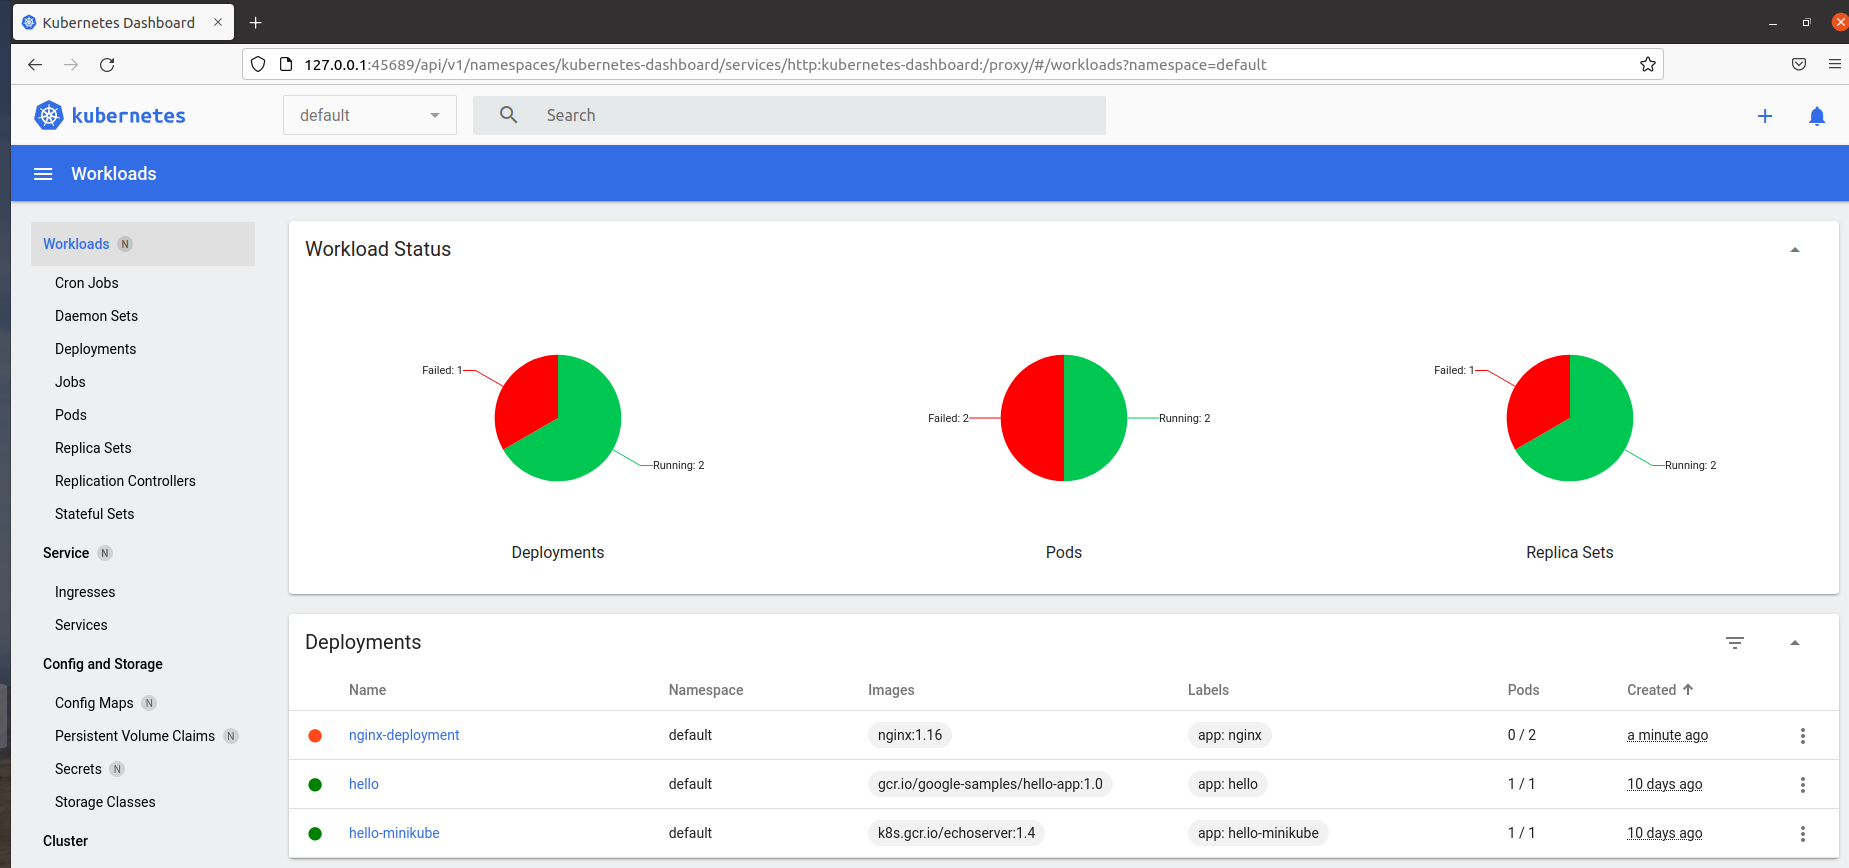 Kubernetes Dashboard
127.0.0.1:45689/api/v1/namespaces/kubernetes-dashboard/services/http:kubernetes-dashboard:/proxy/#/workloads?namespace=default
kubernetes
default
Search
Workloads
Workloads N
Cron Jobs
Daemon Sets
Deployments
Jobs
Pods
Replica Sets
Replication Controllers
Stateful Sets
Service N
Ingresses
Services
Config and Storage
Config Maps N
Persistent Volume Claims N
Secrets N
Storage Classes
Cluster
Workload Status
Failed: 1
Running: 2
Deployments
Failed: 2
Running: 2
Pods
Failed: 1
Running: 2
Replica Sets
Deployments
Name Namespace Images Labels Pods Created
nginx-deployment default nginx:1.16 app: nginx 0 / 2 a minute ago
hello default gcr.io/google-samples/hello-app:1.0 app: hello 1 / 1 10 days ago
hello-minikube default k8s.gcr.io/echoserver:1.4 app: hello-minikube 1 / 1 10 days ago